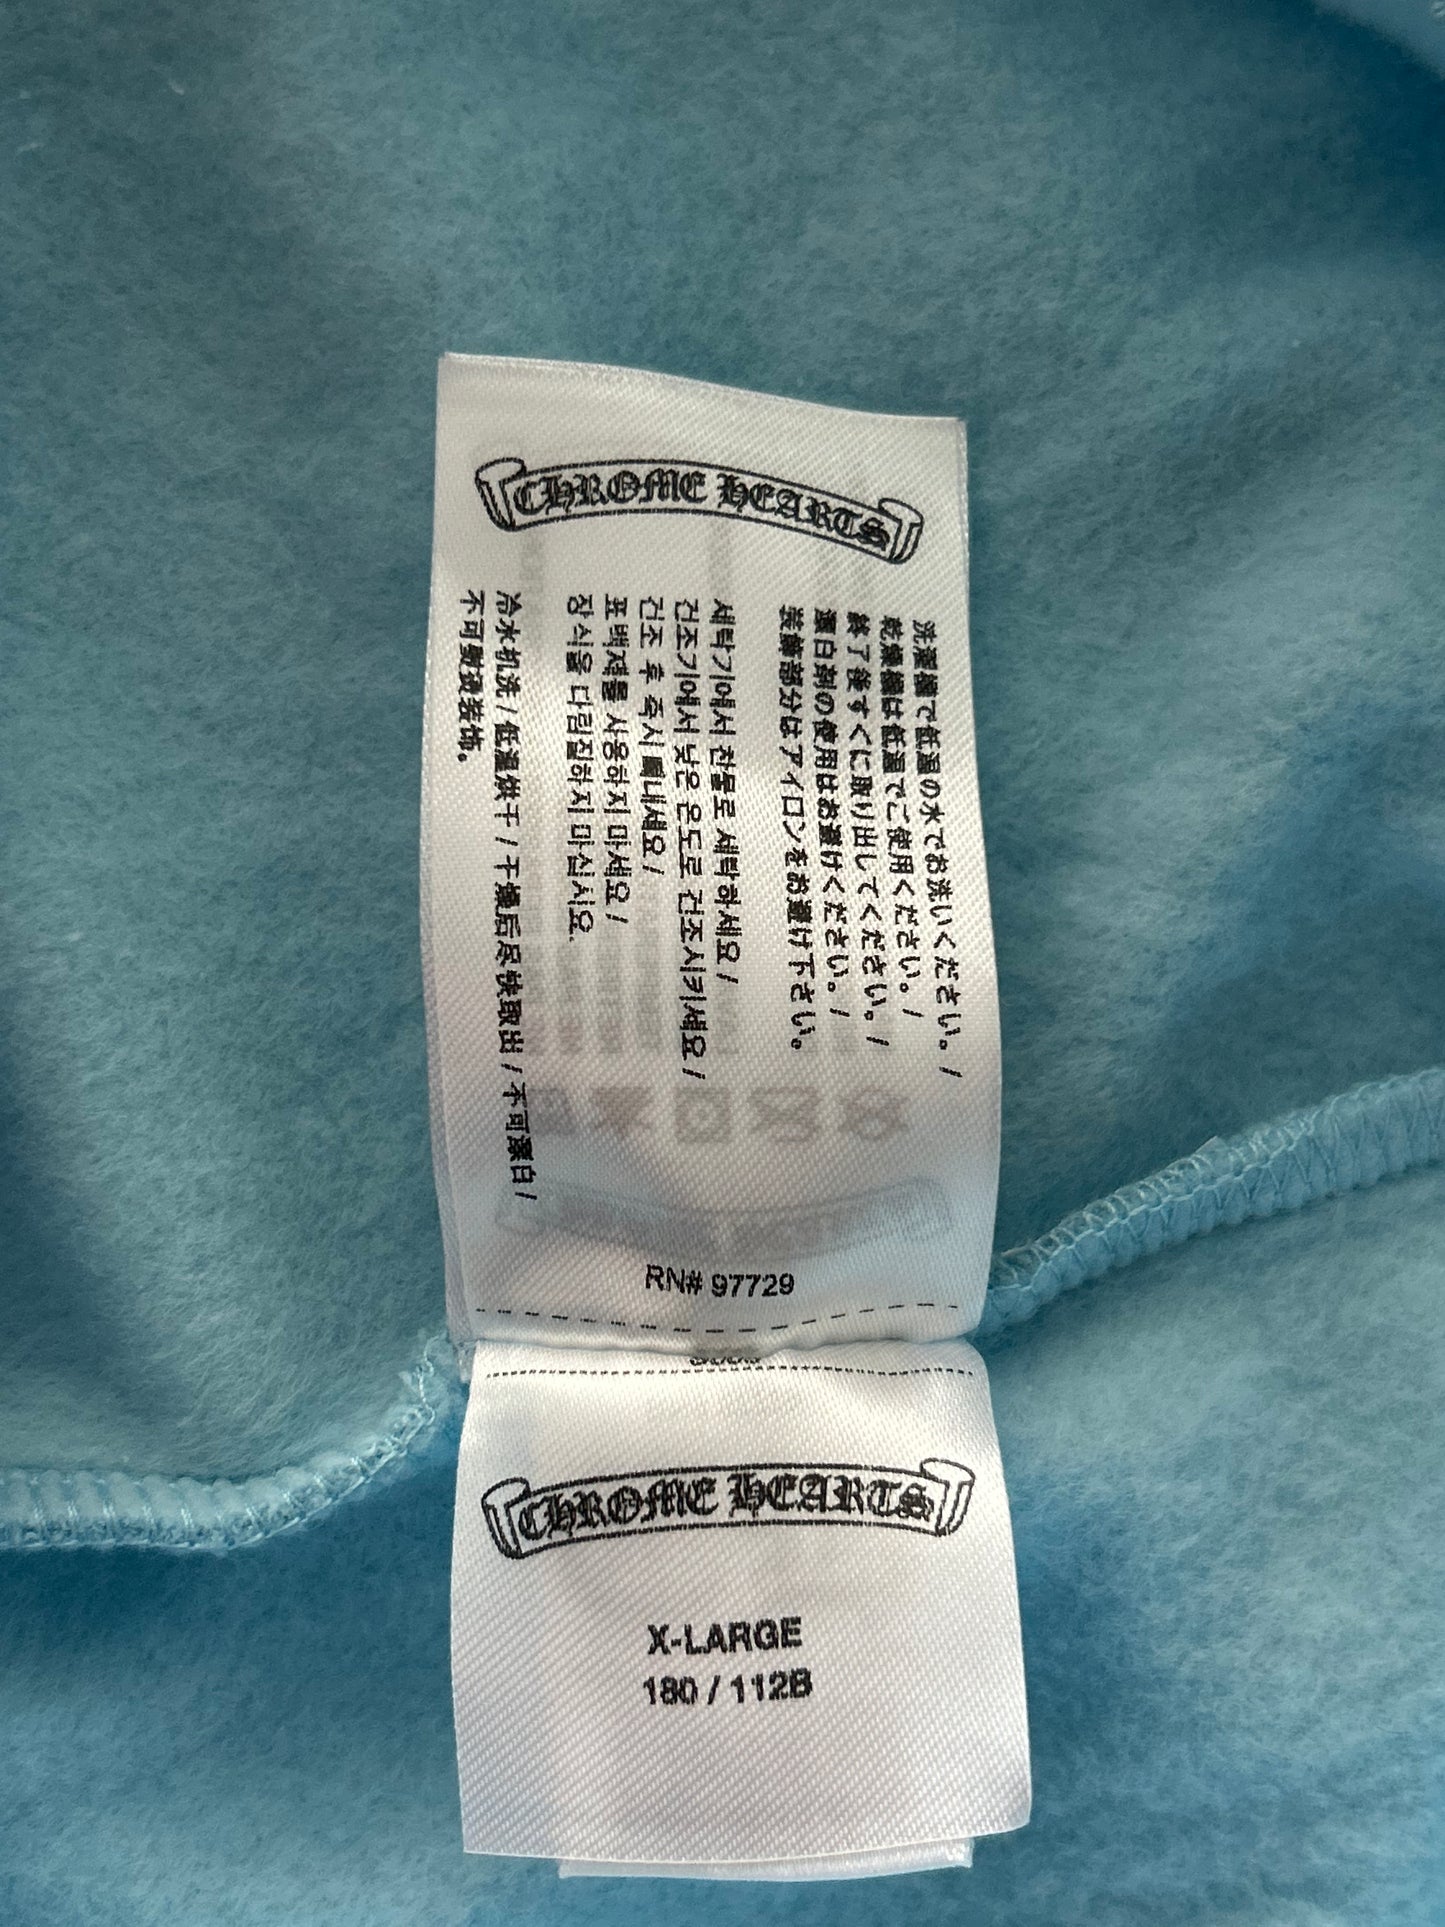 CHROME HEARTS
洗濯機で低温の水でお洗いください。/
乾燥機は低温でご使用ください。/
終了後すぐに取り出してください。/
漂白剤の使用はお避けください。/
装飾部分はアイロンをお避け下さい。
세탁기에서 찬물로 세탁하세요 /
건조기에서 낮은 온도로 건조시키세요 /
건조 후 즉시 꺼내세요 /
표백제를 사용하지 마세요 /
장식을 다림질하지 마십시요.
冷水机洗 / 低温烘干 / 干燥后尽快取出 / 不可漂白 /
不可熨烫装饰。
RN# 97729
CHROME HEARTS
X-LARGE
180 / 112B